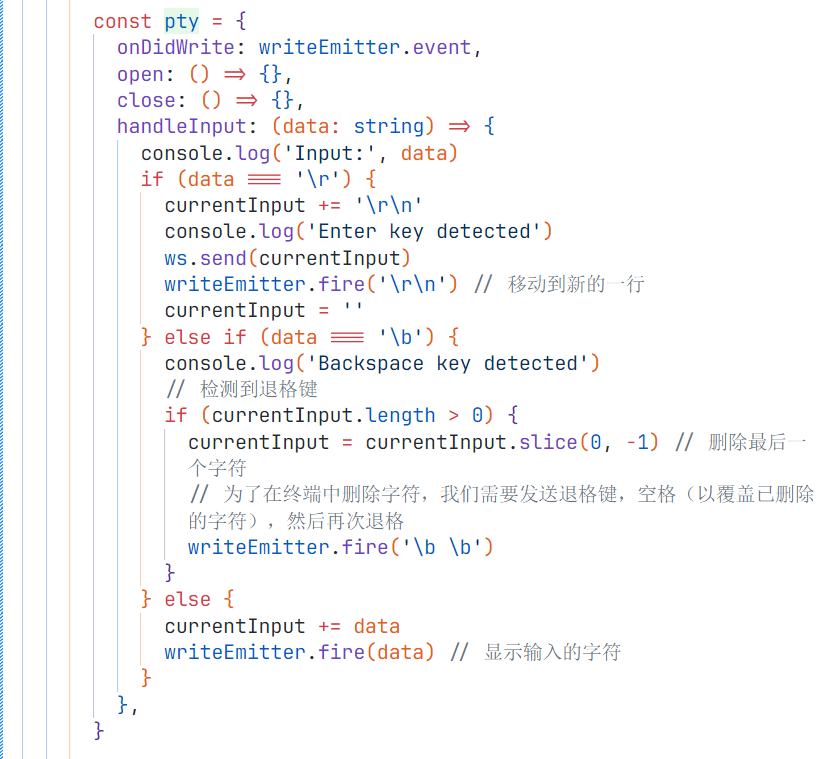 const pty = {
onDidWrite: writeEmitter.event,
open: () => {},
close: () => {},
handleInput: (data: string) => {
console.log('Input:', data)
if (data === '\r') {
currentInput += '\r\n'
console.log('Enter key detected')
ws.send(currentInput)
writeEmitter.fire('\r\n') // 移动到新的一行
currentInput = ''
} else if (data === '\b') {
console.log('Backspace key detected')
// 检测到退格键
if (currentInput.length > 0) {
currentInput = currentInput.slice(0, -1) // 删除最后一
个字符
// 为了在终端中删除字符，我们需要发送退格键，空格（以覆盖已删除
的字符），然后再次退格
writeEmitter.fire('\b \b')
}
} else {
currentInput += data
writeEmitter.fire(data) // 显示输入的字符
}
},
}